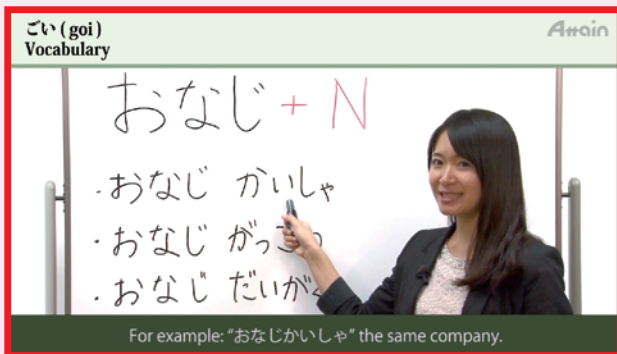 ごい ( goi )
Vocabulary
Attain
おなじ + N
・おなじ かいしゃ
・おなじ がっこ
・おなじ だいが
For example: “おなじかいしゃ” the same company.